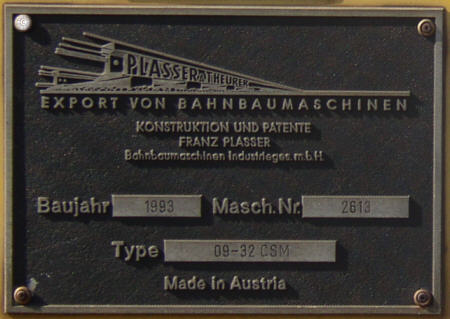 PLASSER & THEURER
EXPORT VON BAHNBAUMASCHINEN
KONSTRUKTION UND PATENTE
FRANZ PLASSER
Bahnbaumaschinen Industrieges.m.b.H.
Baujahr 1993 Masch.Nr. 2613
Type 09-32 CSM
Made in Austria